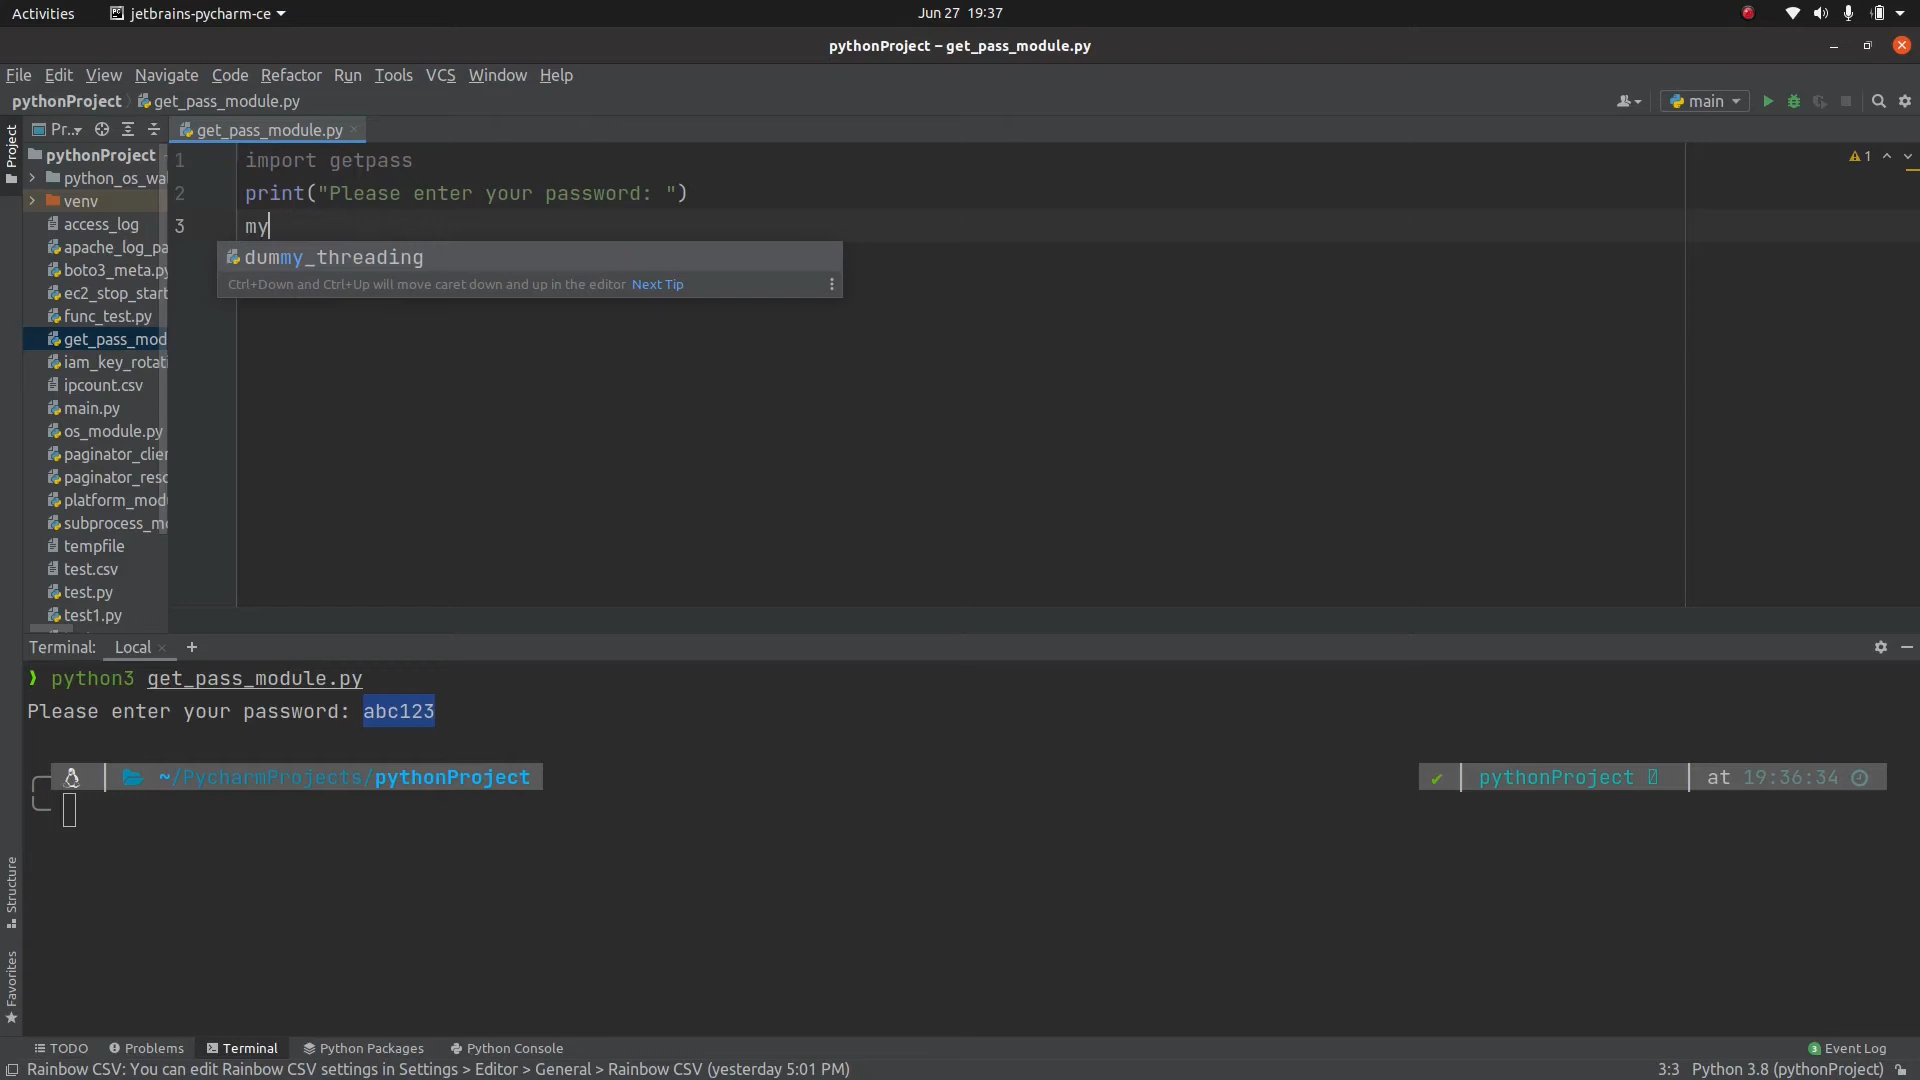 Activities jetbrains-pycharm-ce Jun 27 19:37
pythonProject – get_pass_module.py
File Edit View Navigate Code Refactor Run Tools VCS Window Help
pythonProject get_pass_module.py main
Project
Pr... get_pass_module.py
pythonProject
python_os_wa
venv
access_log
apache_log_pa
boto3_meta.py
ec2_stop_start
func_test.py
get_pass_mod
iam_key_rotat
ipcount.csv
main.py
os_module.py
paginator_clie
paginator_reso
platform_mod
subprocess_m
tempfile
test.csv
test.py
test1.py
1 import getpass
2 print("Please enter your password: ")
3 my
1
dummy_threading
Ctrl+Down and Ctrl+Up will move caret down and up in the editor Next Tip
Terminal: Local
python3 get_pass_module.py
Please enter your password: abc123
~/PycharmProjects/pythonProject
pythonProject at 19:36:34
Structure
Favorites
TODO Problems Terminal Python Packages Python Console 3 Event Log
Rainbow CSV: You can edit Rainbow CSV settings in Settings > Editor > General > Rainbow CSV (yesterday 5:01 PM) 3:3 Python 3.8 (pythonProject)